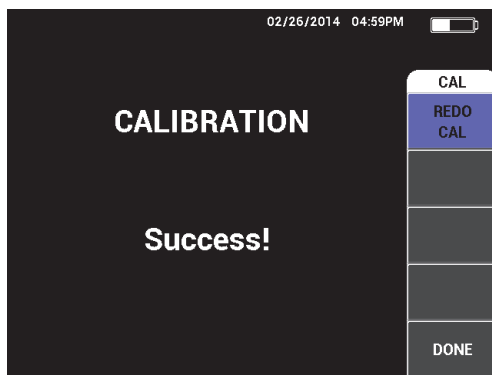 02/26/2014 04:59PM
CAL
REDO
CAL
CALIBRATION
Success!
DONE